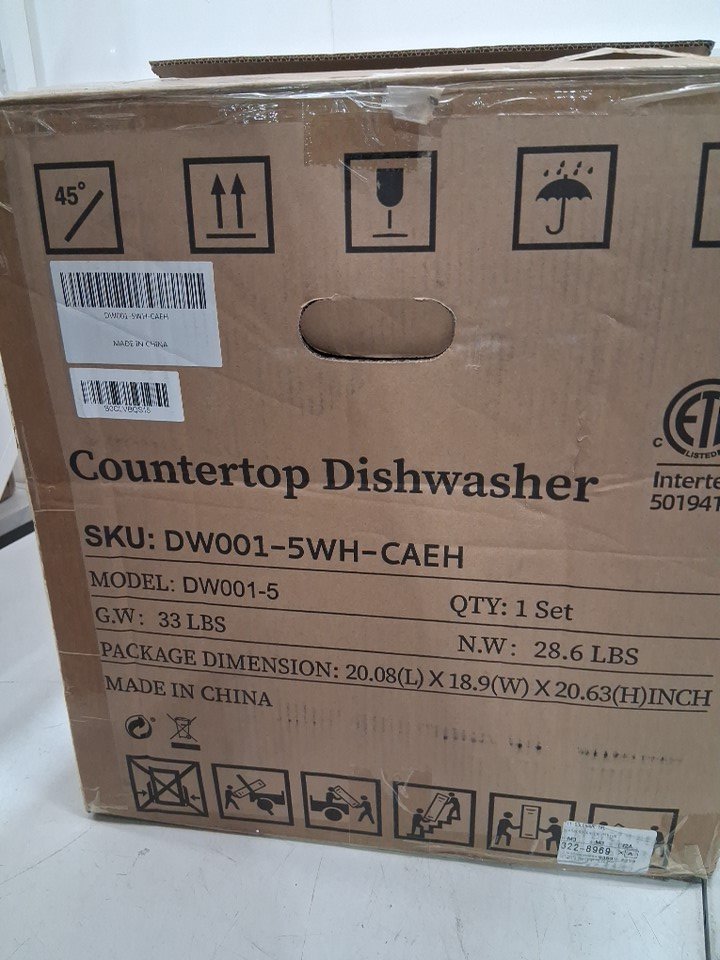 45°
DW001-5WH-CAEH
MADE IN CHINA
C
LISTED
Interte
501941
Countertop Dishwasher
SKU: DW001-5WH-CAEH
MODEL: DW001-5
QTY: 1 Set
G.W: 33 LBS
N.W: 28.6 LBS
PACKAGE DIMENSION: 20.08(L) X 18.9(W) X 20.63(H)INCH
MADE IN CHINA
322-8969